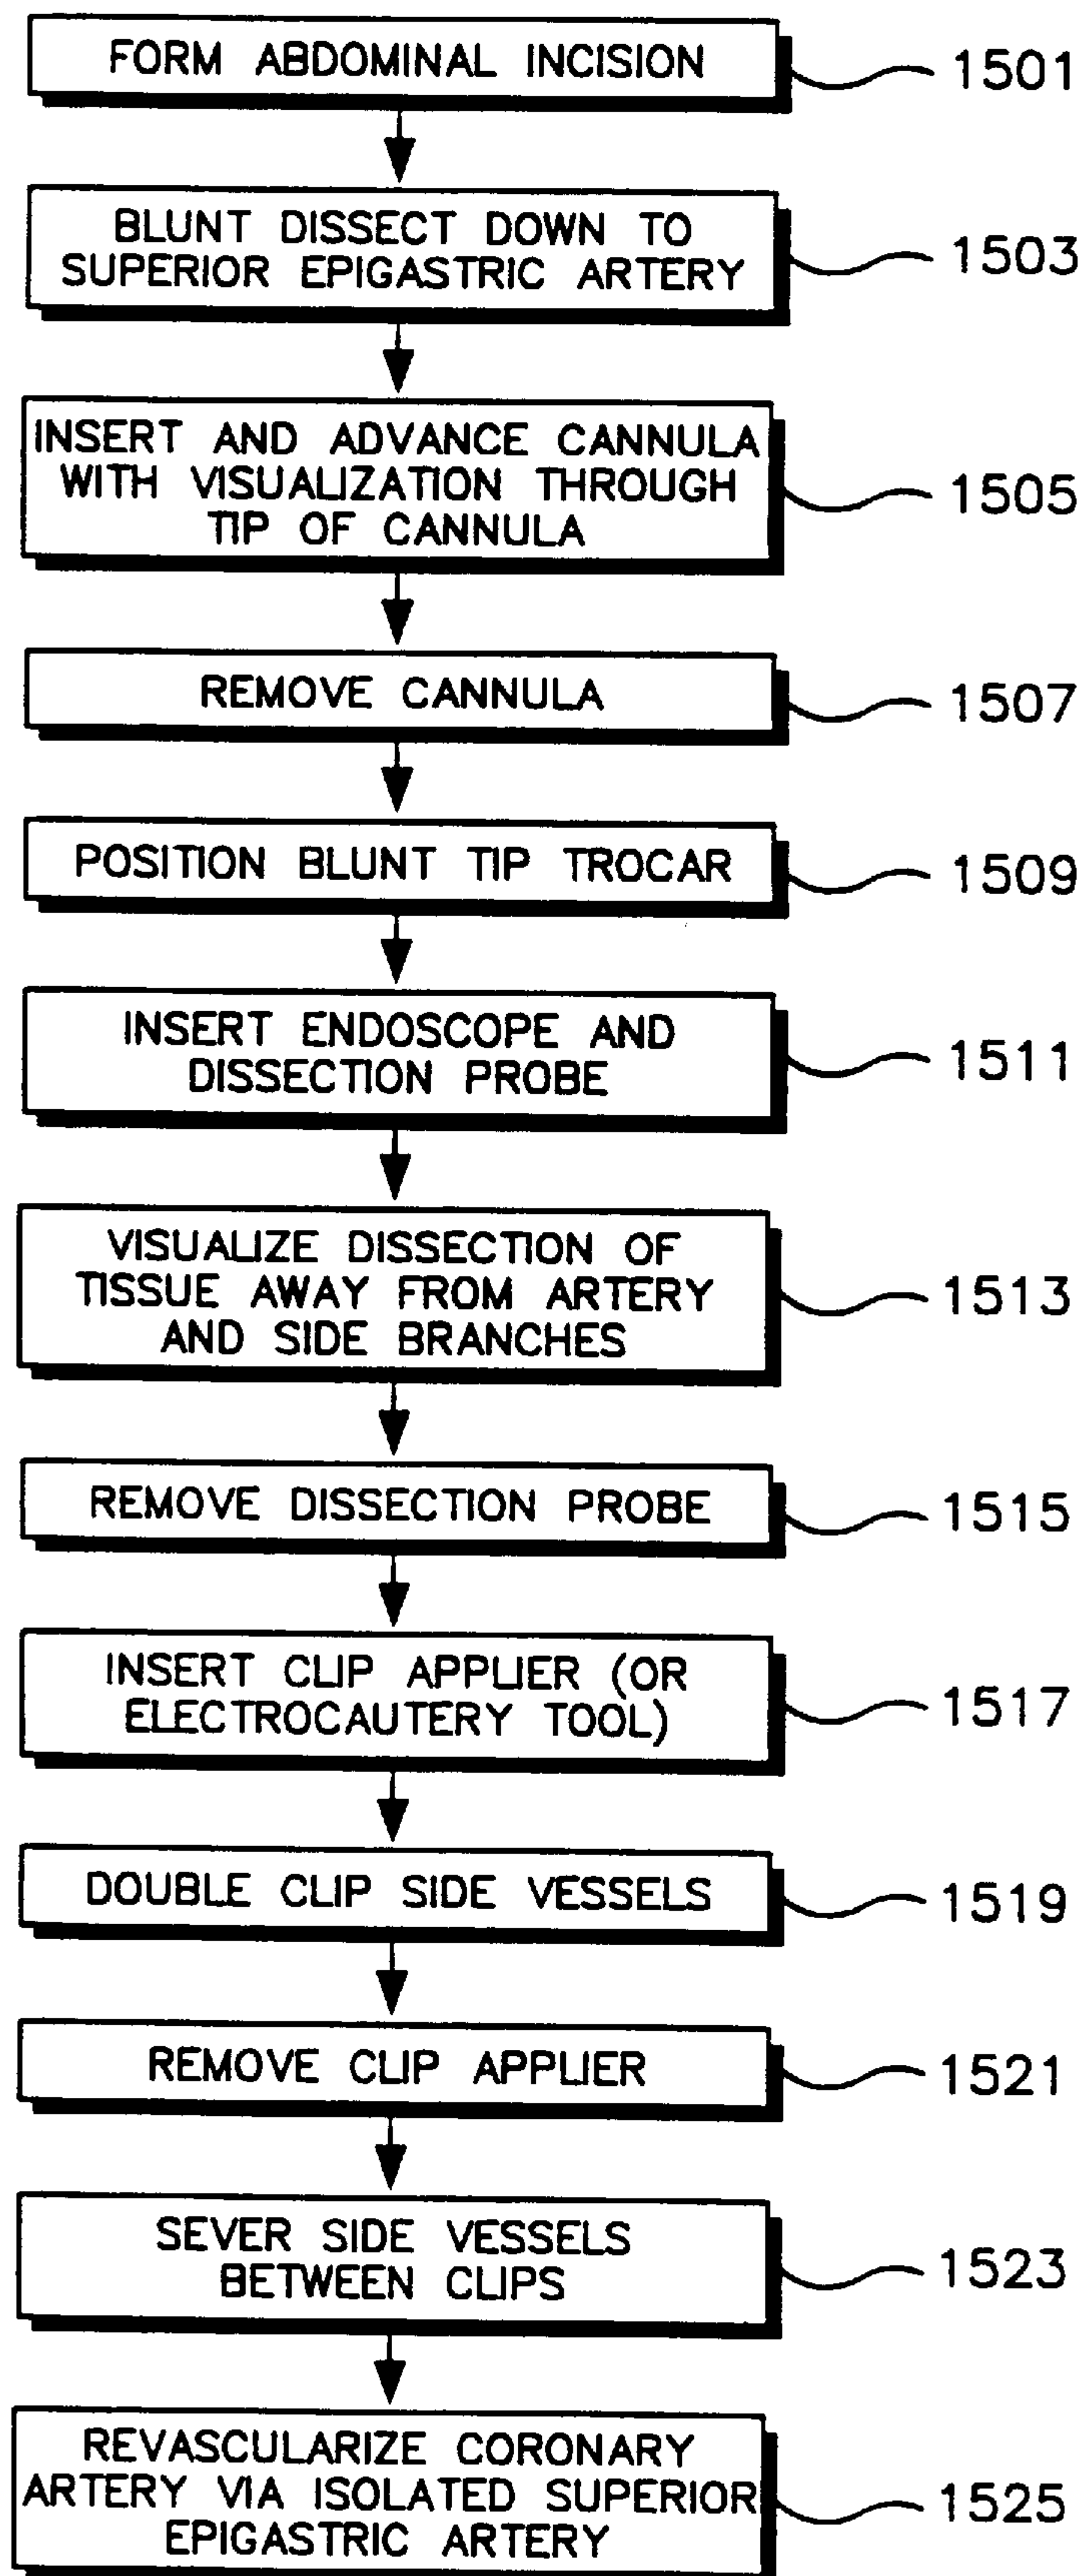 FORM ABDOMINAL INCISION
1501
BLUNT DISSECT DOWN TO
SUPERIOR EPIGASTRIC ARTERY
1503
INSERT AND ADVANCE CANNULA
WITH VISUALIZATION THROUGH
TIP OF CANNULA
1505
REMOVE CANNULA
1507
POSITION BLUNT TIP TROCAR
1509
INSERT ENDOSCOPE AND
DISSECTION PROBE
1511
VISUALIZE DISSECTION OF
TISSUE AWAY FROM ARTERY
AND SIDE BRANCHES
1513
REMOVE DISSECTION PROBE
1515
INSERT CLIP APPLIER (OR
ELECTROCAUTERY TOOL)
1517
DOUBLE CLIP SIDE VESSELS
1519
REMOVE CLIP APPLIER
1521
SEVER SIDE VESSELS
BETWEEN CLIPS
1523
REVASCULARIZE CORONARY
ARTERY VIA ISOLATED SUPERIOR
EPIGASTRIC ARTERY
1525